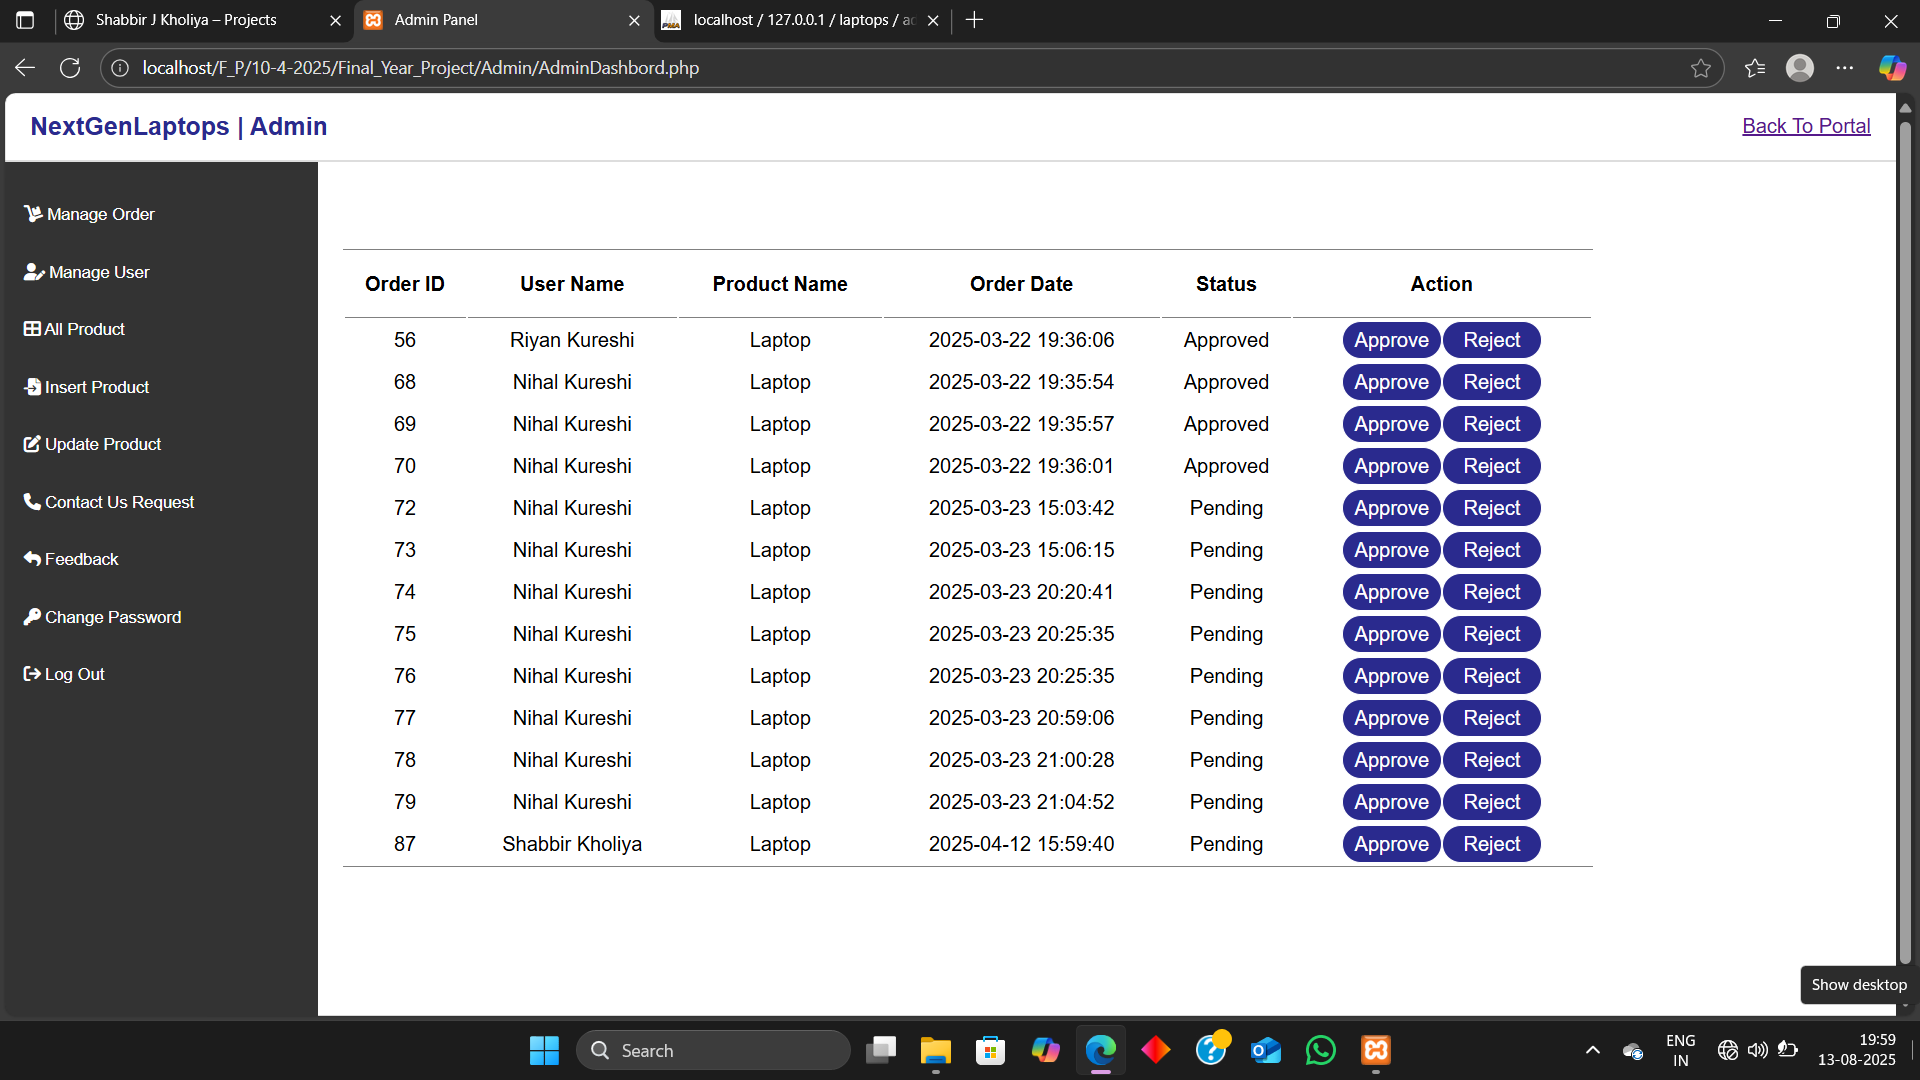 Shabbir J Kholiya – Projects
Admin Panel
localhost / 127.0.0.1 / laptops /
localhost/F_P/10-4-2025/Final_Year_Project/Admin/AdminDashbord.php
NextGenLaptops | Admin
Back To Portal
Manage Order
Manage User
All Product
Insert Product
Update Product
Contact Us Request
Feedback
Change Password
Log Out
Order ID User Name Product Name Order Date Status Action
56 Riyan Kureshi Laptop 2025-03-22 19:36:06 Approved Approve Reject
68 Nihal Kureshi Laptop 2025-03-22 19:35:54 Approved Approve Reject
69 Nihal Kureshi Laptop 2025-03-22 19:35:57 Approved Approve Reject
70 Nihal Kureshi Laptop 2025-03-22 19:36:01 Approved Approve Reject
72 Nihal Kureshi Laptop 2025-03-23 15:03:42 Pending Approve Reject
73 Nihal Kureshi Laptop 2025-03-23 15:06:15 Pending Approve Reject
74 Nihal Kureshi Laptop 2025-03-23 20:20:41 Pending Approve Reject
75 Nihal Kureshi Laptop 2025-03-23 20:25:35 Pending Approve Reject
76 Nihal Kureshi Laptop 2025-03-23 20:25:35 Pending Approve Reject
77 Nihal Kureshi Laptop 2025-03-23 20:59:06 Pending Approve Reject
78 Nihal Kureshi Laptop 2025-03-23 21:00:28 Pending Approve Reject
79 Nihal Kureshi Laptop 2025-03-23 21:04:52 Pending Approve Reject
87 Shabbir Kholiya Laptop 2025-04-12 15:59:40 Pending Approve Reject
Show desktop
Search
ENG
IN
19:59
13-08-2025